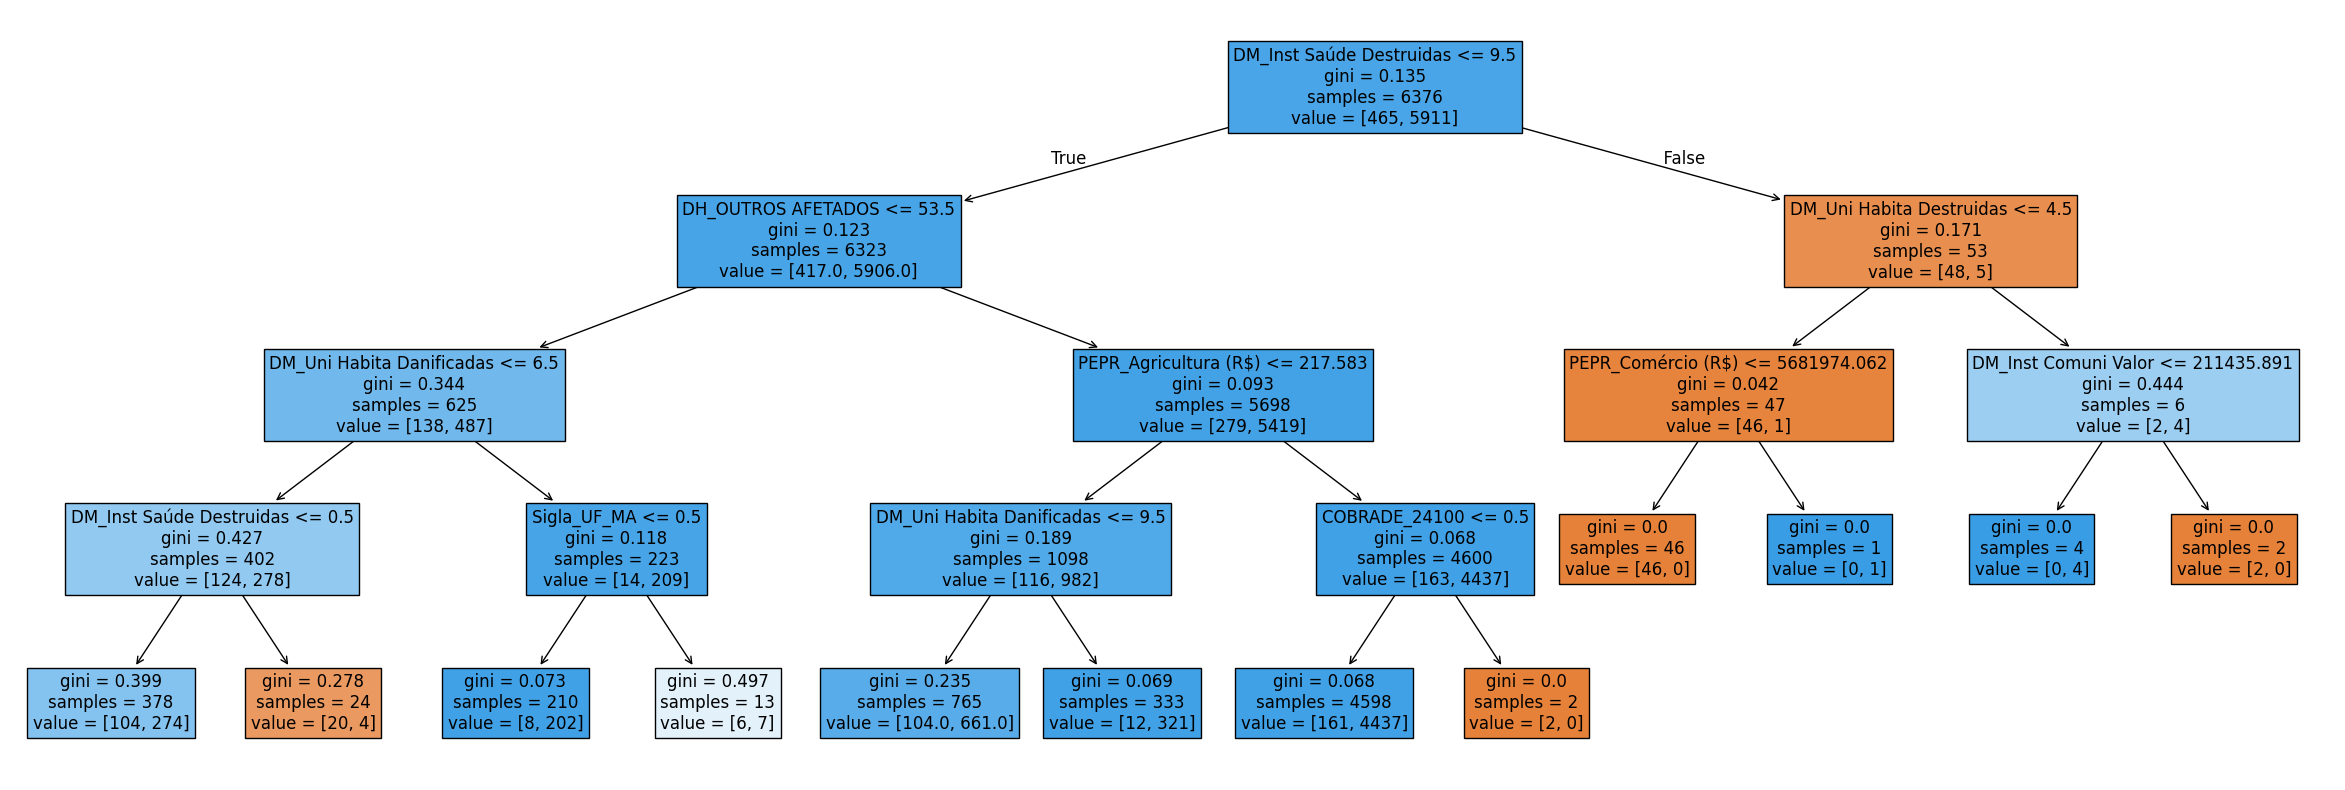 DM_Inst Saúde Destruidas <= 9.5
gini = 0.135
samples = 6376
value = [465, 5911]
True
False
DH_OUTROS AFETADOS <= 53.5
gini = 0.123
samples = 6323
value = [417.0, 5906.0]
DM_Uni Habita Destruidas <= 4.5
gini = 0.171
samples = 53
value = [48, 5]
DM_Uni Habita Danificadas <= 6.5
gini = 0.344
samples = 625
value = [138, 487]
PEPR_Agricultura (R$) <= 217.583
gini = 0.093
samples = 5698
value = [279, 5419]
PEPR_Comércio (R$) <= 5681974.062
gini = 0.042
samples = 47
value = [46, 1]
DM_Inst Comuni Valor <= 211435.891
gini = 0.444
samples = 6
value = [2, 4]
DM_Inst Saúde Destruidas <= 0.5
gini = 0.427
samples = 402
value = [124, 278]
Sigla_UF_MA <= 0.5
gini = 0.118
samples = 223
value = [14, 209]
DM_Uni Habita Danificadas <= 9.5
gini = 0.189
samples = 1098
value = [116, 982]
COBRADE_24100 <= 0.5
gini = 0.068
samples = 4600
value = [163, 4437]
gini = 0.0
samples = 46
value = [46, 0]
gini = 0.0
samples = 1
value = [0, 1]
gini = 0.0
samples = 4
value = [0, 4]
gini = 0.0
samples = 2
value = [2, 0]
gini = 0.399
samples = 378
value = [104, 274]
gini = 0.278
samples = 24
value = [20, 4]
gini = 0.073
samples = 210
value = [8, 202]
gini = 0.497
samples = 13
value = [6, 7]
gini = 0.235
samples = 765
value = [104.0, 661.0]
gini = 0.069
samples = 333
value = [12, 321]
gini = 0.068
samples = 4598
value = [161, 4437]
gini = 0.0
samples = 2
value = [2, 0]